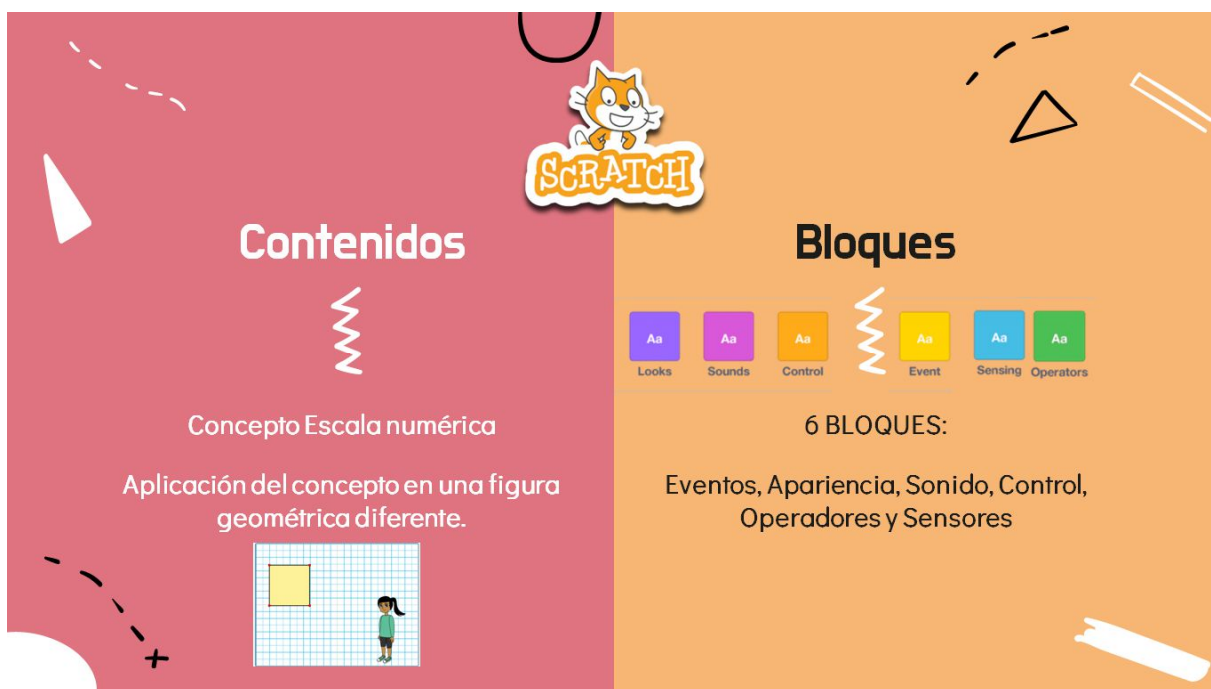 SCRATCH
Contenidos
Concepto Escala numérica
Aplicación del concepto en una figura
geométrica diferente.
Bloques
Aa Aa Aa Aa Aa Aa
Looks Sounds Control Event Sensing Operators
6 BLOQUES:
Eventos, Apariencia, Sonido, Control,
Operadores y Sensores